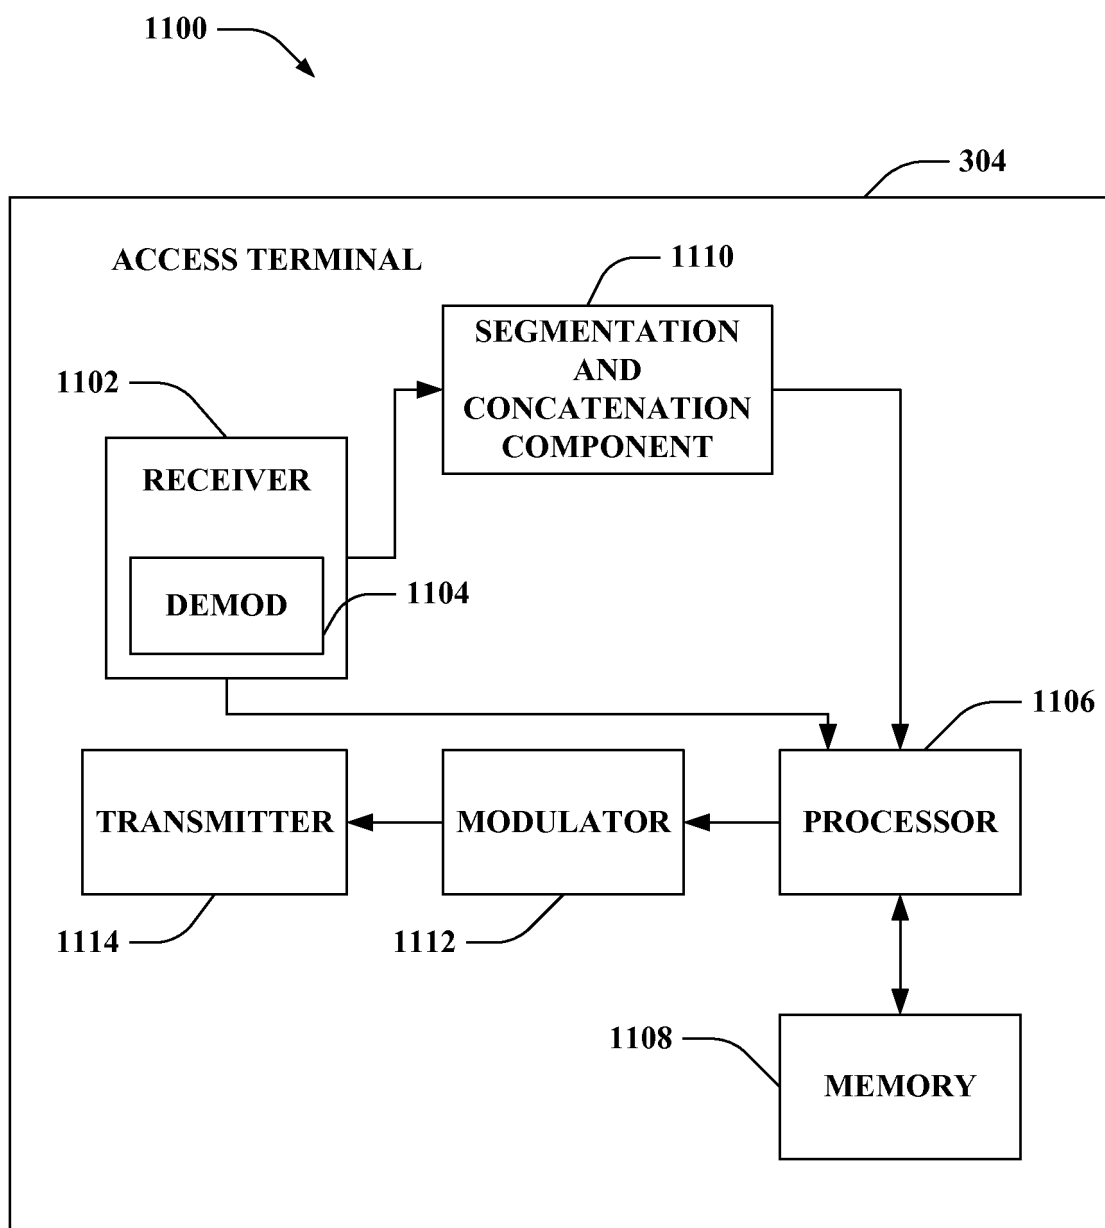 1100
304
ACCESS TERMINAL
1110
SEGMENTATION
AND
CONCATENATION
COMPONENT
1102
RECEIVER
DEMOD
1104
1106
TRANSMITTER
MODULATOR
PROCESSOR
1114
1112
1108
MEMORY